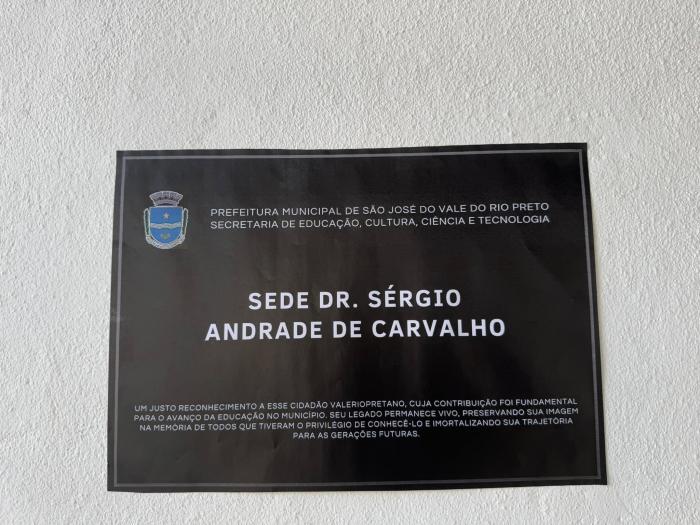 PREFEITURA MUNICIPAL DE SÃO JOSÉ DO VALE DO RIO PRETO
SECRETARIA DE EDUCAÇÃO, CULTURA, CIÊNCIA E TECNOLOGIA
SEDE DR. SÉRGIO
ANDRADE DE CARVALHO
UM JUSTO RECONHECIMENTO A ESSE CIDADÃO VALERIOPRETANO, CUJA CONTRIBUIÇÃO FOI FUNDAMENTAL
PARA O AVANÇO DA EDUCAÇÃO NO MUNICÍPIO. SEU LEGADO PERMANECE VIVO, PRESERVANDO SUA IMAGEM
NA MEMÓRIA DE TODOS QUE TIVERAM O PRIVILÉGIO DE CONHECÊ-LO E IMORTALIZANDO SUA TRAJETÓRIA
PARA AS GERAÇÕES FUTURAS.